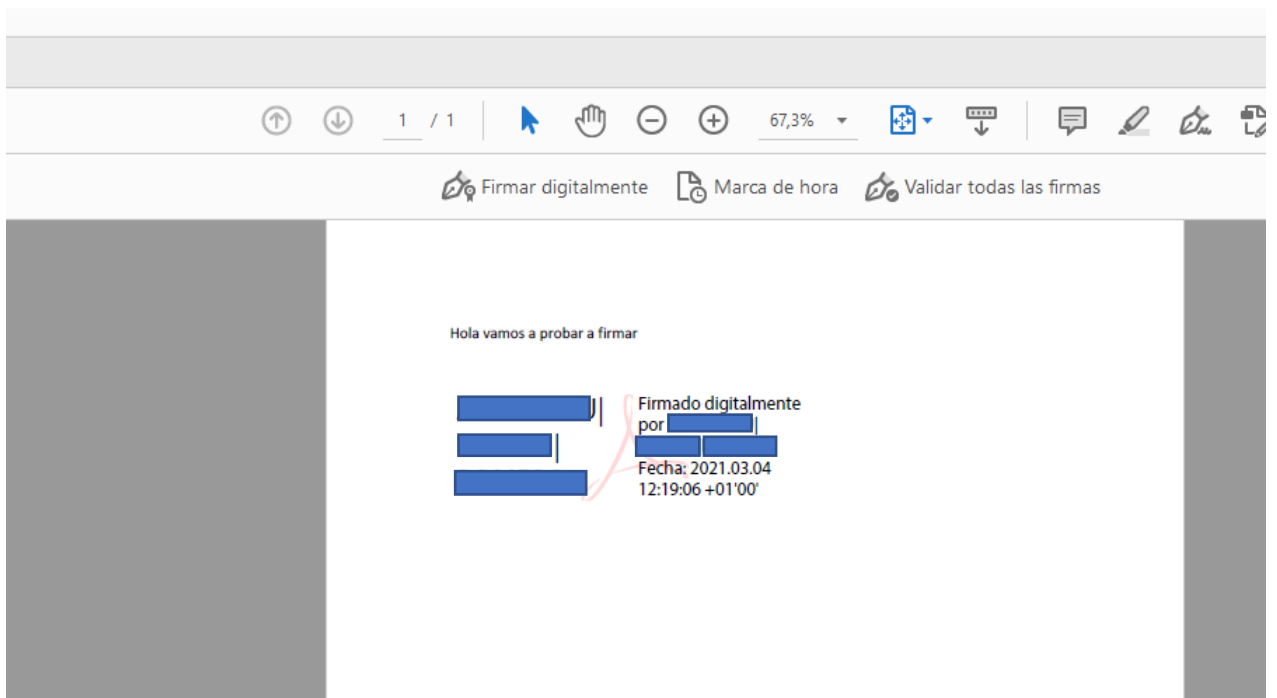 1 / 1
67,3%
Firmar digitalmente
Marca de hora
Validar todas las firmas
Hola vamos a probar a firmar
Firmado digitalmente
por
Fecha: 2021.03.04
12:19:06 +01'00'